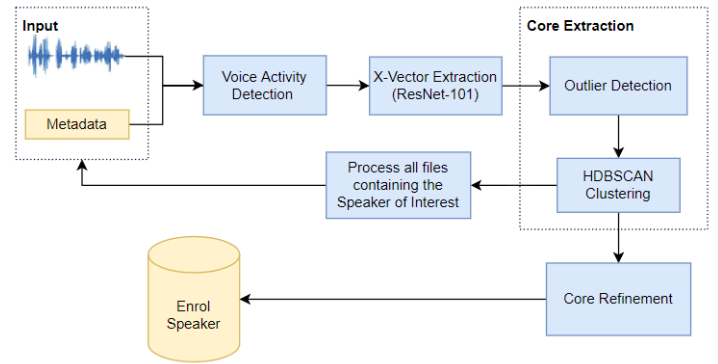 Input
Metadata
Voice Activity
Detection
X-Vector Extraction
(ResNet-101)
Core Extraction
Outlier Detection
HDBSCAN
Clustering
Process all files
containing the
Speaker of Interest
Core Refinement
Enrol
Speaker